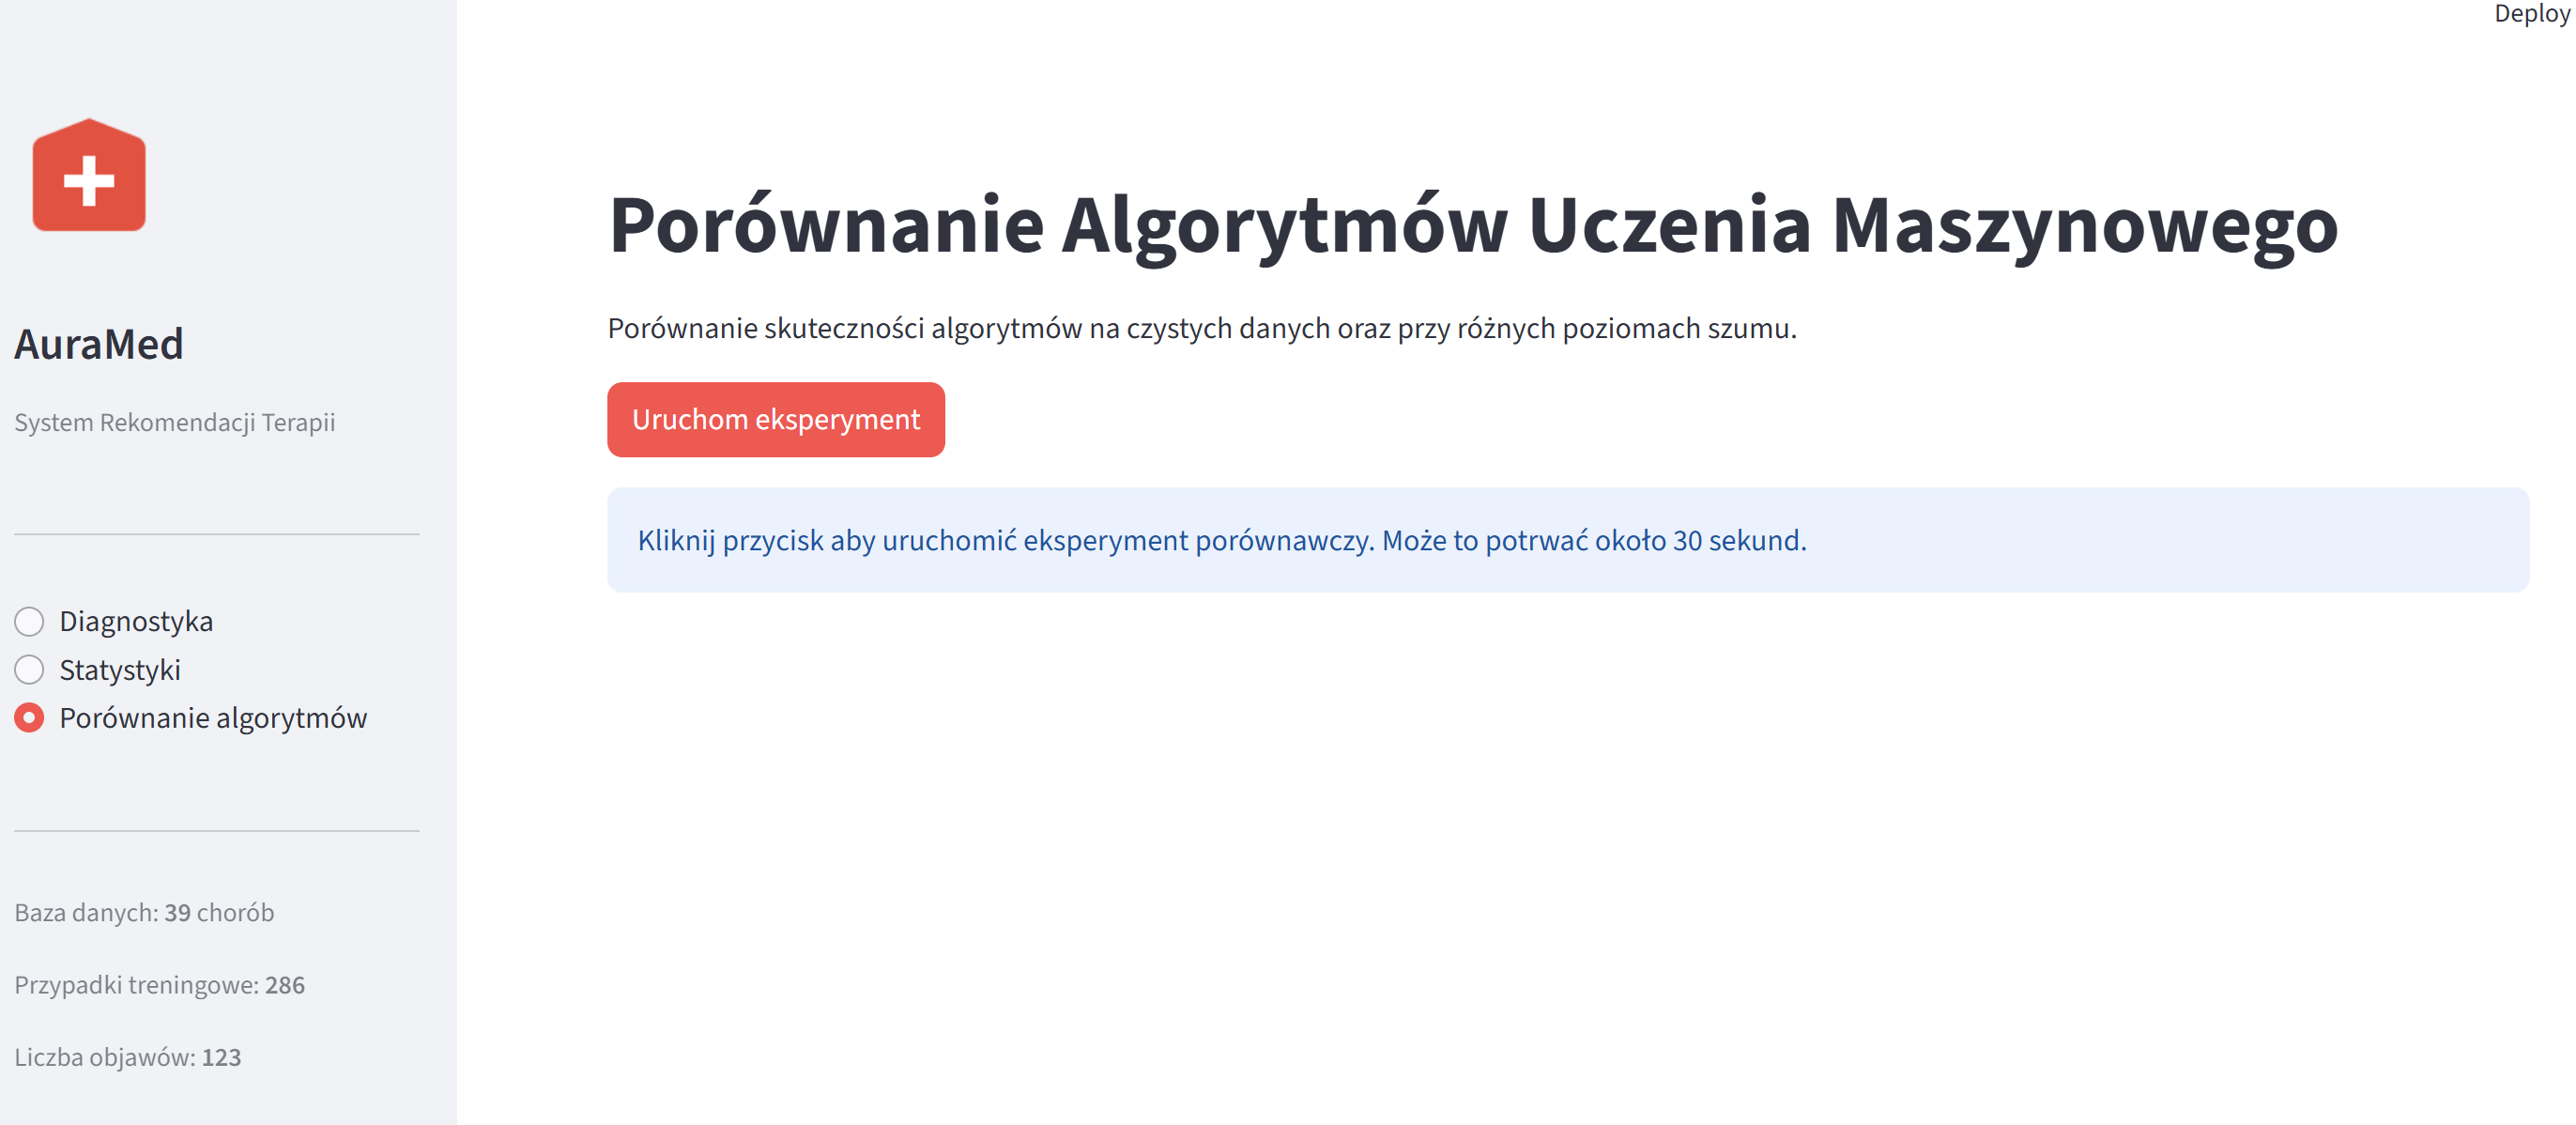 Deploy
AuraMed
System Rekomendacji Terapii
Diagnostyka
Statystyki
Porównanie algorytmów
Baza danych: 39 chorób
Przypadki treningowe: 286
Liczba objawów: 123
Porównanie Algorytmów Uczenia Maszynowego
Porównanie skuteczności algorytmów na czystych danych oraz przy różnych poziomach szumu.
Uruchom eksperyment
Kliknij przycisk aby uruchomić eksperyment porównawczy. Może to potrwać około 30 sekund.